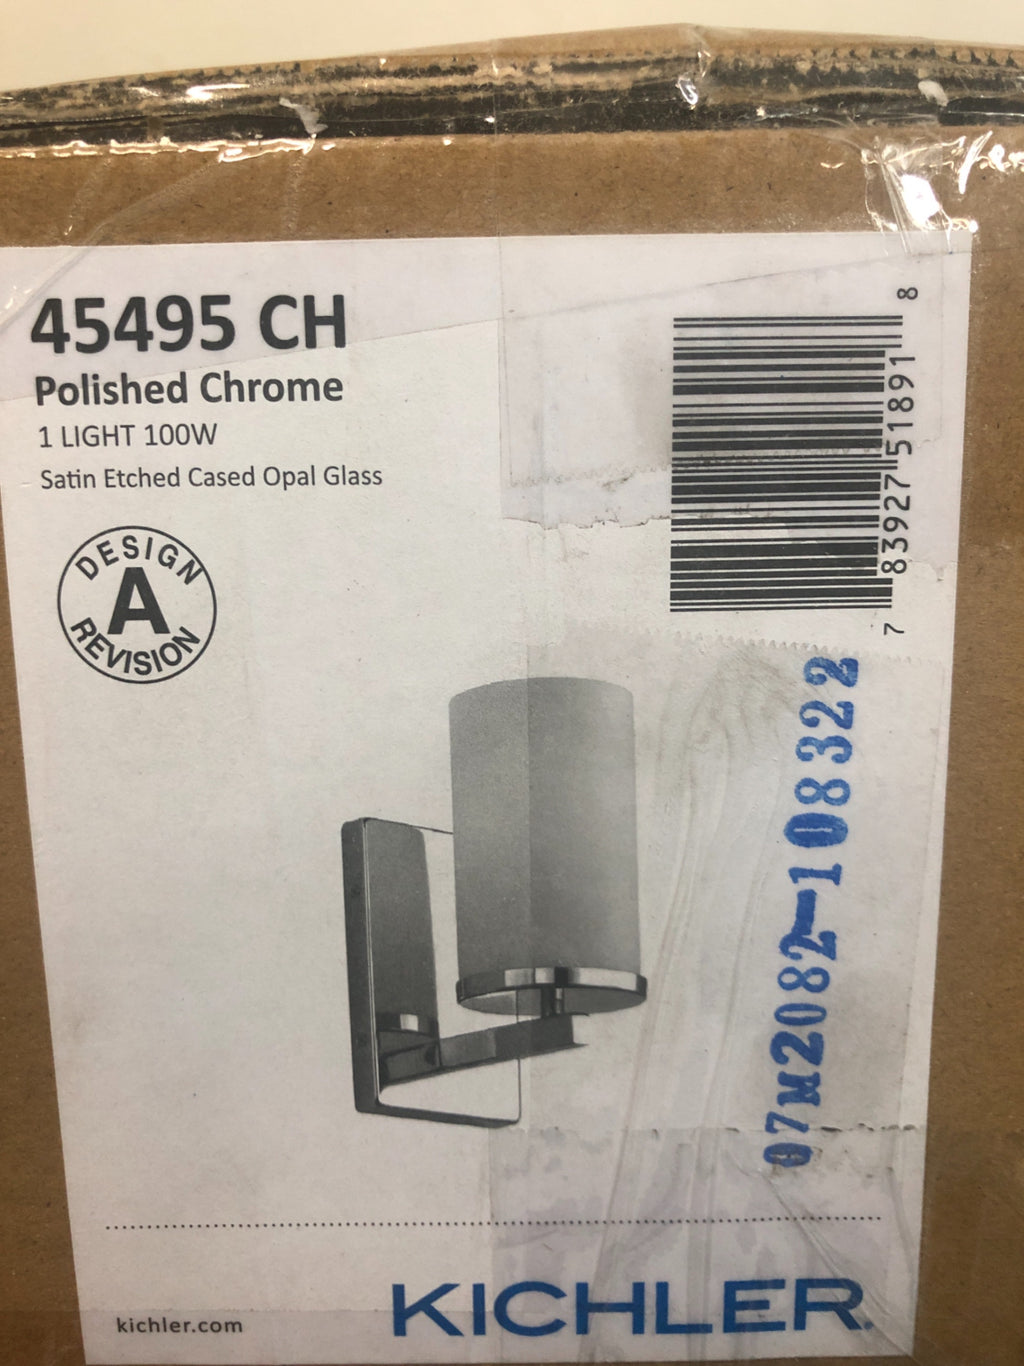 45495 CH
Polished Chrome
1 LIGHT 100W
Satin Etched Cased Opal Glass
DESIGN
A
REVISION
7 83927 51891 8
07M2082-108322
kichler.com
KICHLER.